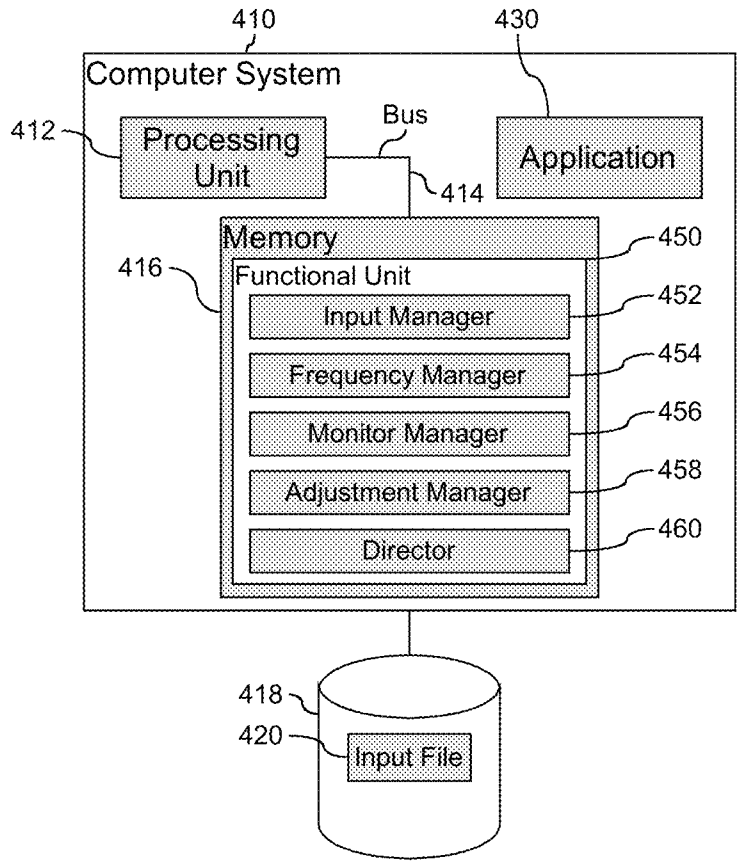 410
430
Computer System
412
Processing
Unit
Bus
414
Application
Memory
416
450
Functional Unit
Input Manager
452
Frequency Manager
454
Monitor Manager
456
Adjustment Manager
458
Director
460
418
420
Input File